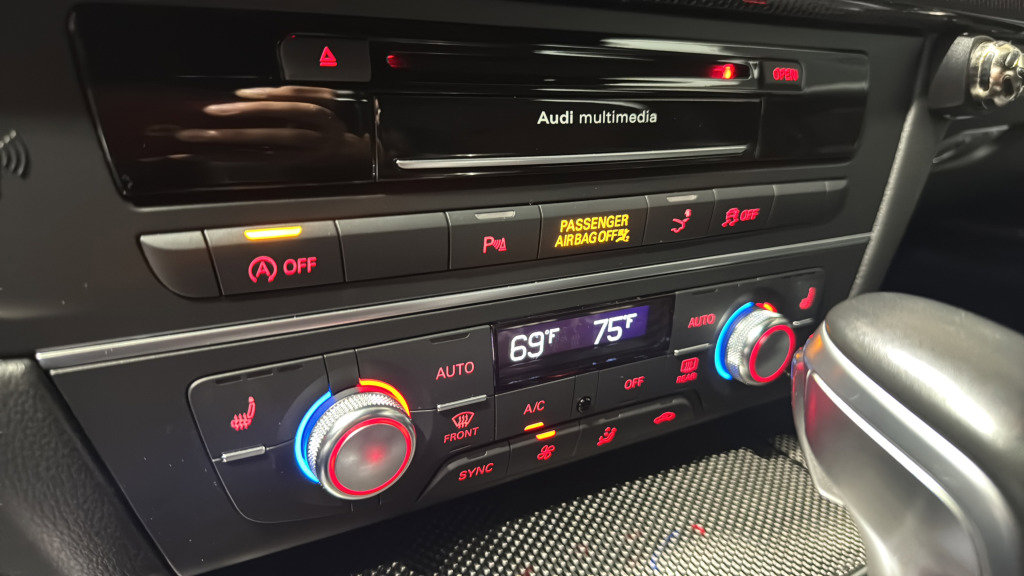 OPEN
Audi multimedia
OFF
P
PASSENGER
AIRBAG OFF
OFF
69°F
75°F
AUTO
AUTO
A/C
OFF
REAR
FRONT
SYNC